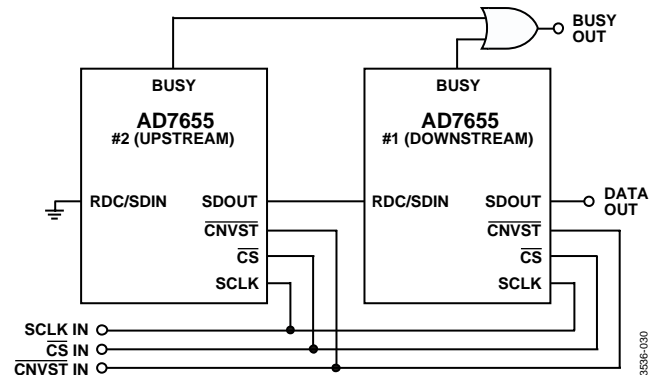 BUSY
OUT
BUSY
AD7655
#2 (UPSTREAM)
BUSY
AD7655
#1 (DOWNSTREAM)
RDC/SDIN
SDOUT
CNVST
CS
SCLK
RDC/SDIN
SDOUT
CNVST
CS
SCLK
DATA
OUT
SCLK IN
CS IN
CNVST IN
3536-030